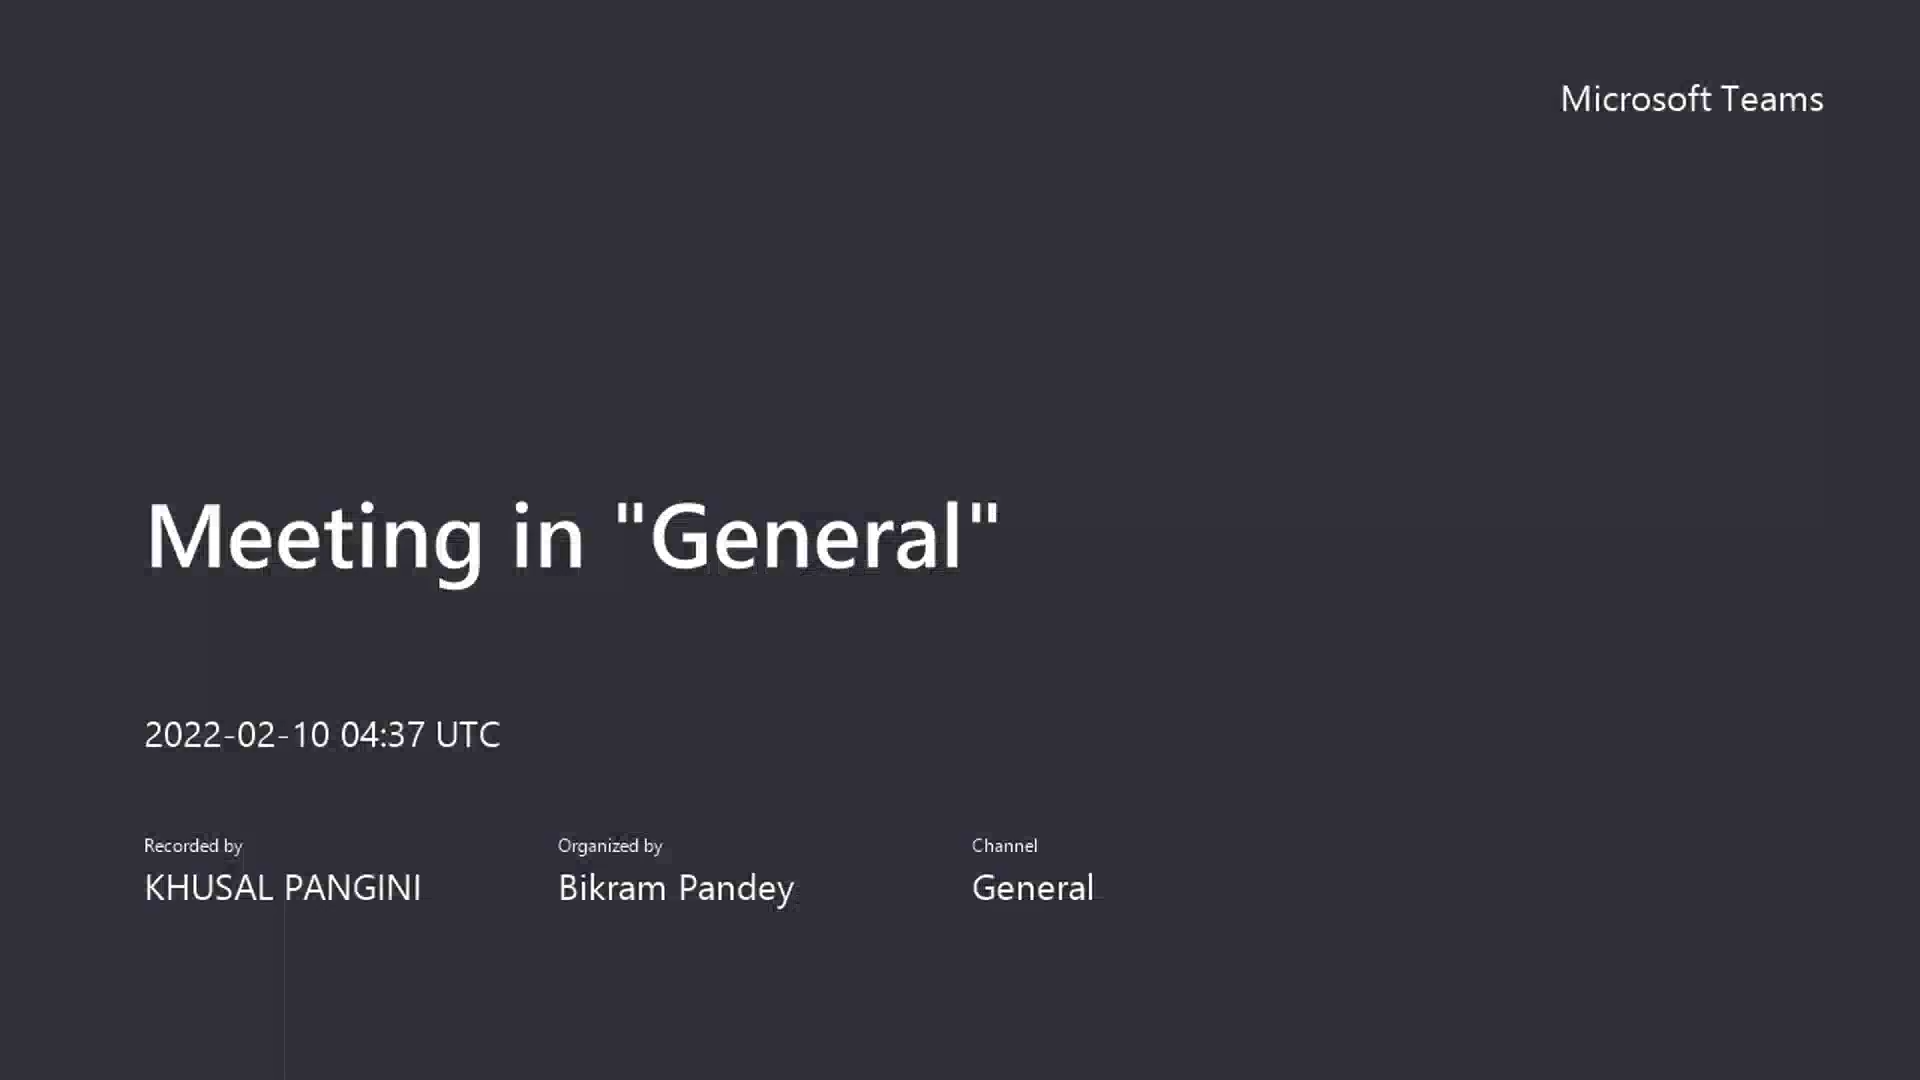 Microsoft Teams
Meeting in "General"
2022-02-10 04:37 UTC
Recorded by
KHUSAL PANGINI
Organized by
Bikram Pandey
Channel
General